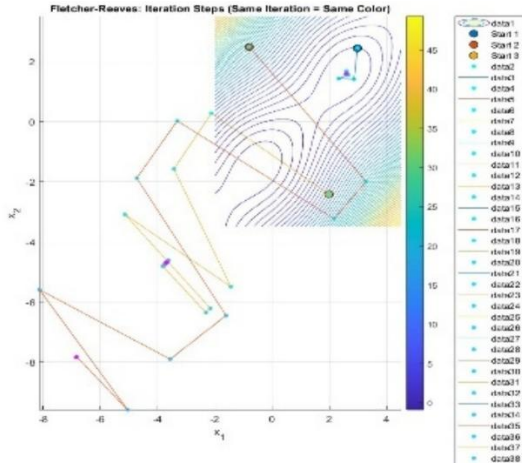 Fletcher-Reeves: Iteration Steps (Same Iteration = Same Color)
data1
Start 1
Start 2
Start 3
data2
data3
data4
data5
data6
data7
data8
data9
data10
data11
data12
data13
data14
data15
data16
data17
data18
data19
data20
data21
data22
data23
data24
data25
data26
data27
data28
data29
data30
data31
data32
data33
data34
data35
data36
data37
data38
45
40
35
30
25
20
15
10
5
0
2
0
-2
-4
-6
-8
x2
-8 -6 -4 -2 0 2 4
x1